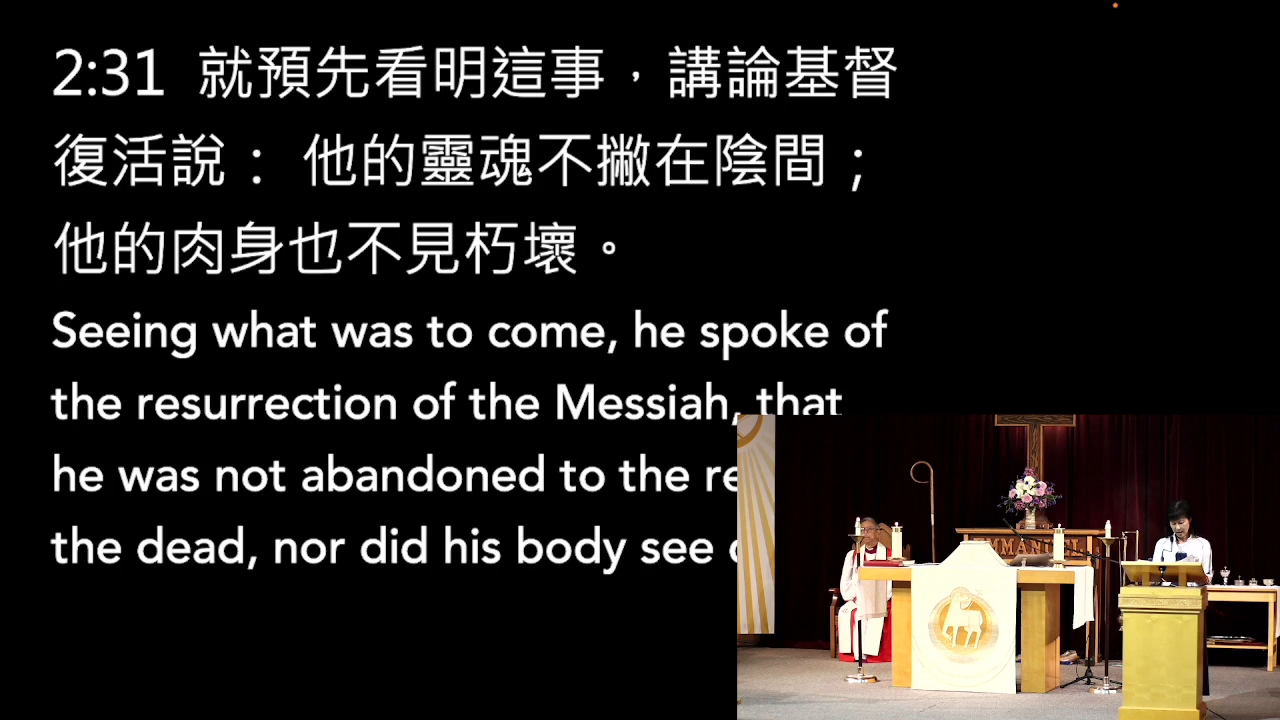 2:31 就預先看明這事，講論基督
復活說： 他的靈魂不撇在陰間；
他的肉身也不見朽壞。
Seeing what was to come, he spoke of
the resurrection of the Messiah, that
he was not abandoned to the
the dead, nor did his body see
EMMANUEL